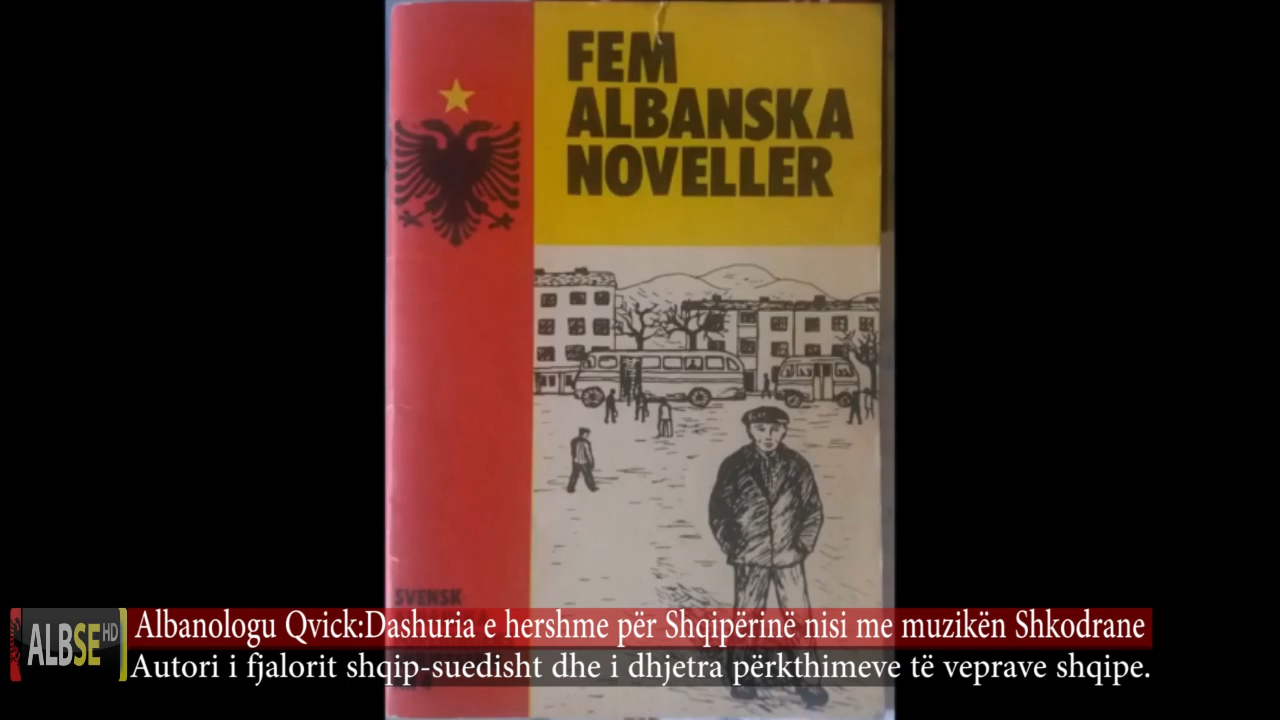 FEM
ALBANSKA
NOVELLER
SVENSK
ALBSE HD
Albanologu Qvick:Dashuria e hershme për Shqipërinë nisi me muzikën Shkodrane
Autori i fjalorit shqip-suedisht dhe i dhjetra përkthimeve të veprave shqipe.